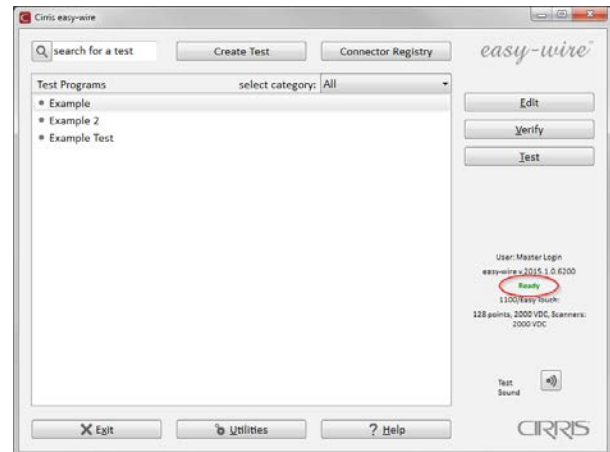 Cirris easy-wire
search for a test
Create Test
Connector Registry
easy-wire™
Test Programs
select category: All
Example
Example 2
Example Test
Edit
Verify
Test
User: Master Login
easy-wire v.2015.1.0.6200
Ready
1100/Easy Touch:
128 points, 2000 VDC, Scanners:
2000 VDC
Test
Sound
Exit
Utilities
? Help
CIRRIS